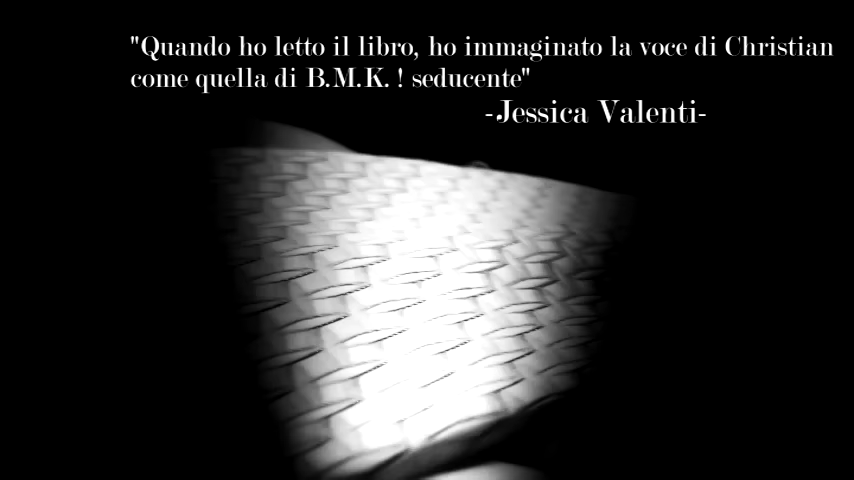 "Quando ho letto il libro, ho immaginato la voce di Christian
come quella di B.M.K. ! seducente"
-Jessica Valenti-